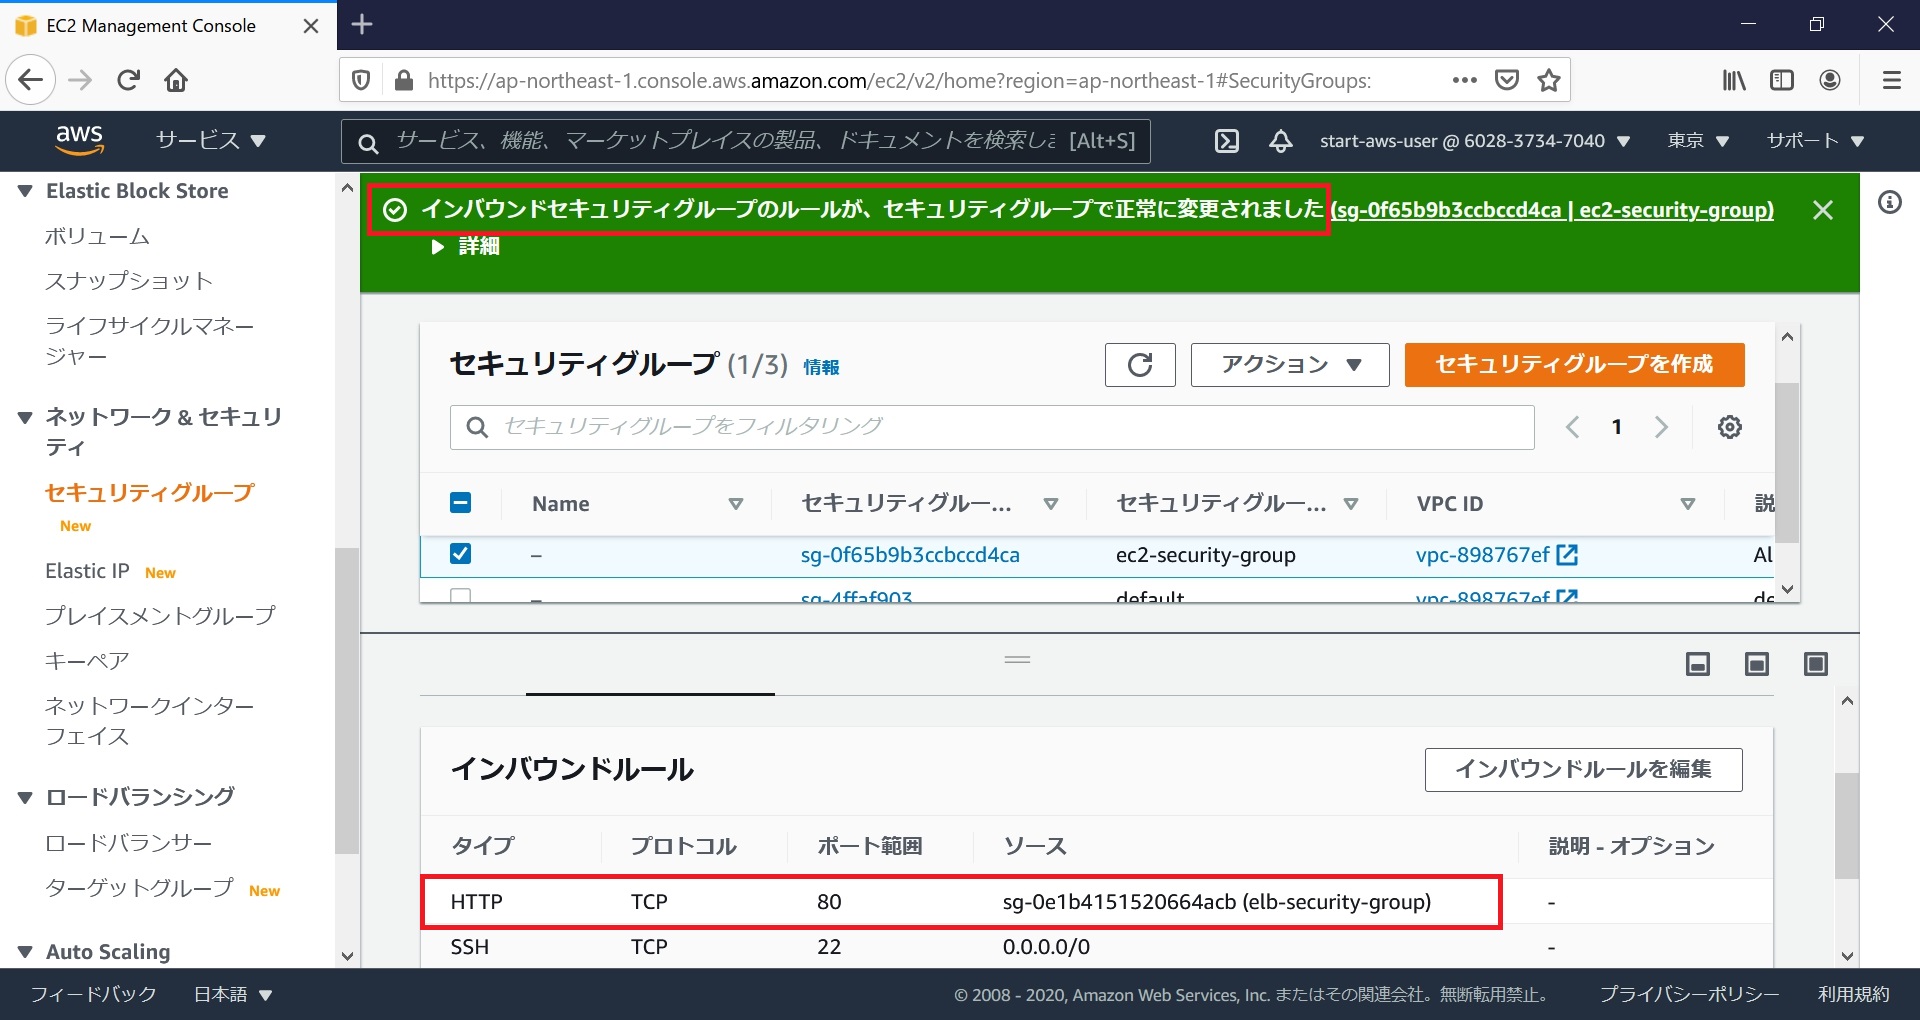 EC2 Management Console
https://ap-northeast-1.console.aws.amazon.com/ec2/v2/home?region=ap-northeast-1#SecurityGroups:
aws
サービス
サービス、機能、マーケットプレイスの製品、ドキュメントを検索しま [Alt+S]
start-aws-user @ 6028-3734-7040
東京
サポート
Elastic Block Store
ボリューム
スナップショット
ライフサイクルマネー
ジャー
ネットワーク & セキュリ
ティ
セキュリティグループ
New
Elastic IP New
プレイスメントグループ
キーペア
ネットワークインター
フェイス
ロードバランシング
ロードバランサー
ターゲットグループ New
Auto Scaling
インバウンドセキュリティグループのルールが、セキュリティグループで正常に変更されました (sg-0f65b9b3ccbccd4ca | ec2-security-group)
詳細
セキュリティグループ (1/3) 情報
アクション
セキュリティグループを作成
セキュリティグループをフィルタリング
1
Name セキュリティグルー... セキュリティグルー... VPC ID 説
– sg-0f65b9b3ccbccd4ca ec2-security-group vpc-898767ef Al
– sg-4ffaf903 default vpc-898767ef de
インバウンドルール
インバウンドルールを編集
タイプ プロトコル ポート範囲 ソース 説明 - オプション
HTTP TCP 80 sg-0e1b4151520664acb (elb-security-group) -
SSH TCP 22 0.0.0.0/0 -
フィードバック
日本語
© 2008 - 2020, Amazon Web Services, Inc. またはその関連会社。無断転用禁止。
プライバシーポリシー
利用規約